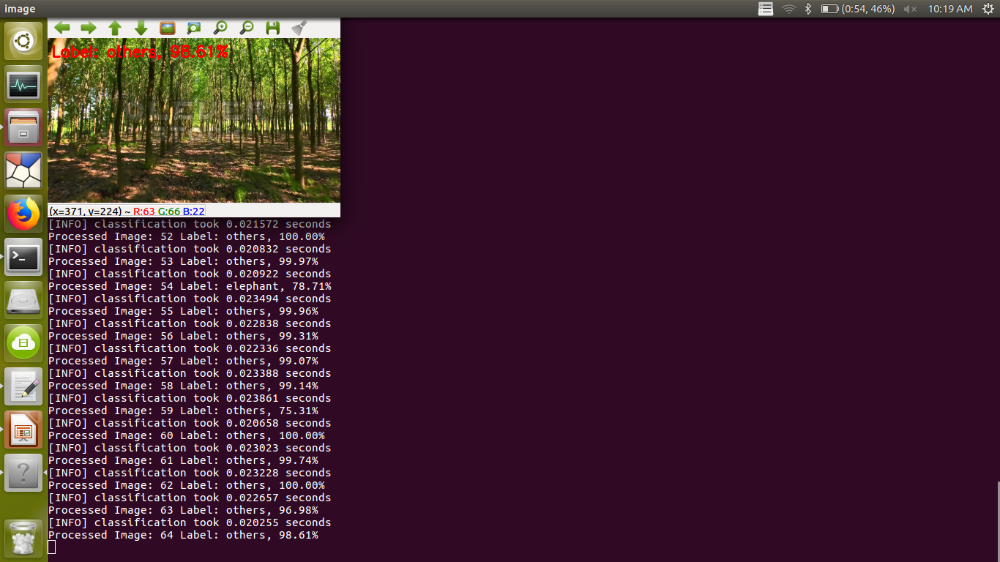 image
(0:54, 46%)
10:19 AM
Label: others, 98.61%
(x=371, y=224) ~ R:63 G:66 B:22
[INFO] classification took 0.021572 seconds
Processed Image: 52 Label: others, 100.00%
[INFO] classification took 0.020832 seconds
Processed Image: 53 Label: others, 99.97%
[INFO] classification took 0.020922 seconds
Processed Image: 54 Label: elephant, 78.71%
[INFO] classification took 0.023494 seconds
Processed Image: 55 Label: others, 99.96%
[INFO] classification took 0.022838 seconds
Processed Image: 56 Label: others, 99.31%
[INFO] classification took 0.022336 seconds
Processed Image: 57 Label: others, 99.07%
[INFO] classification took 0.023388 seconds
Processed Image: 58 Label: others, 99.14%
[INFO] classification took 0.023861 seconds
Processed Image: 59 Label: others, 75.31%
[INFO] classification took 0.020658 seconds
Processed Image: 60 Label: others, 100.00%
[INFO] classification took 0.023023 seconds
Processed Image: 61 Label: others, 99.74%
[INFO] classification took 0.023228 seconds
Processed Image: 62 Label: others, 100.00%
[INFO] classification took 0.022657 seconds
Processed Image: 63 Label: others, 96.98%
[INFO] classification took 0.020255 seconds
Processed Image: 64 Label: others, 98.61%